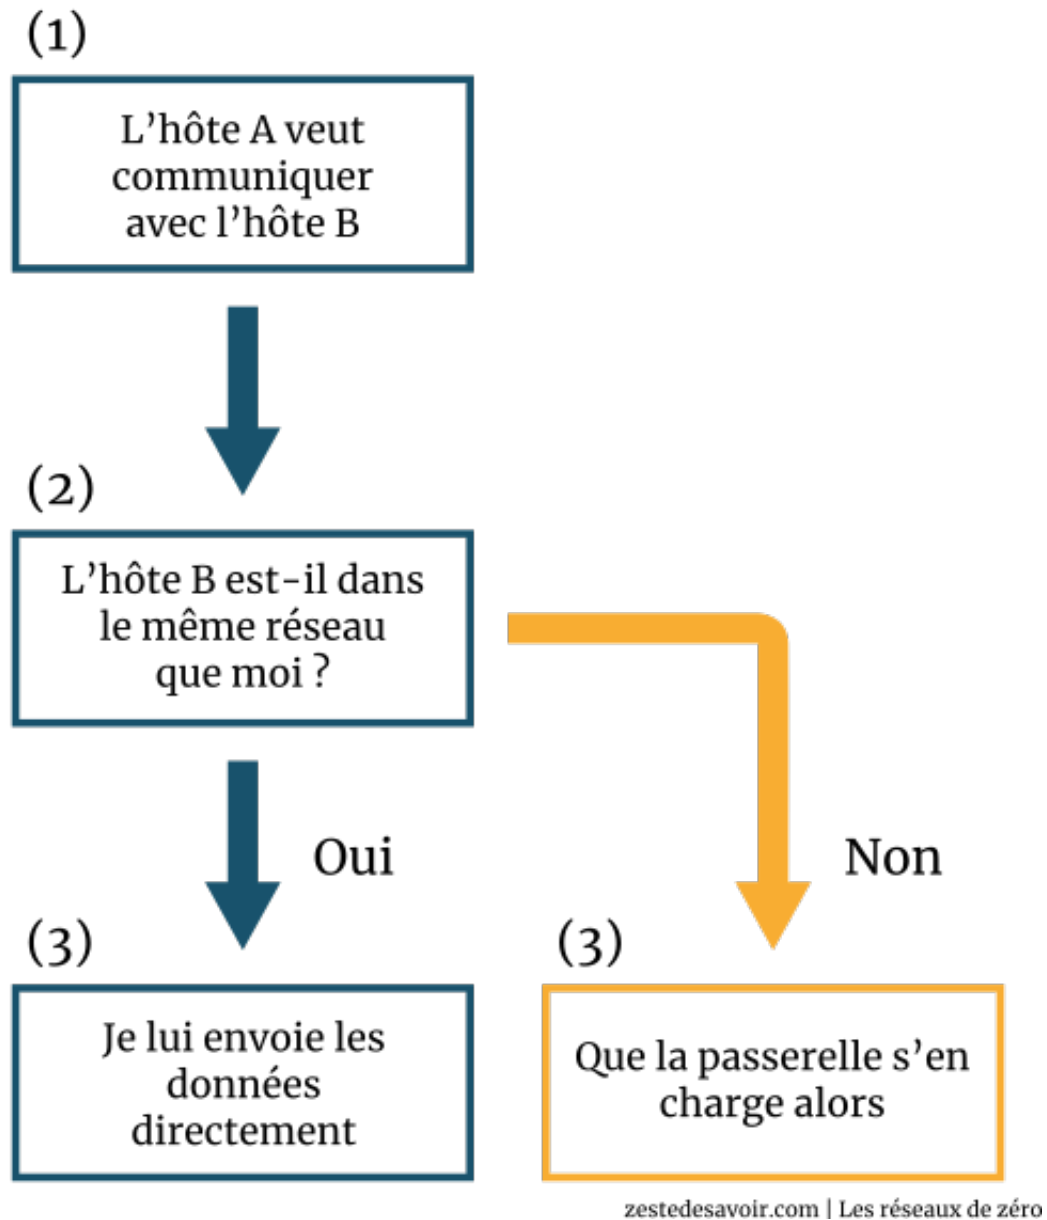 (1)
L’hôte A veut
communiquer
avec l’hôte B
(2)
L’hôte B est-il dans
le même réseau
que moi ?
Oui
Non
(3)
Je lui envoie les
données
directement
(3)
Que la passerelle s’en
charge alors
zestedesavoir.com | Les réseaux de zéro